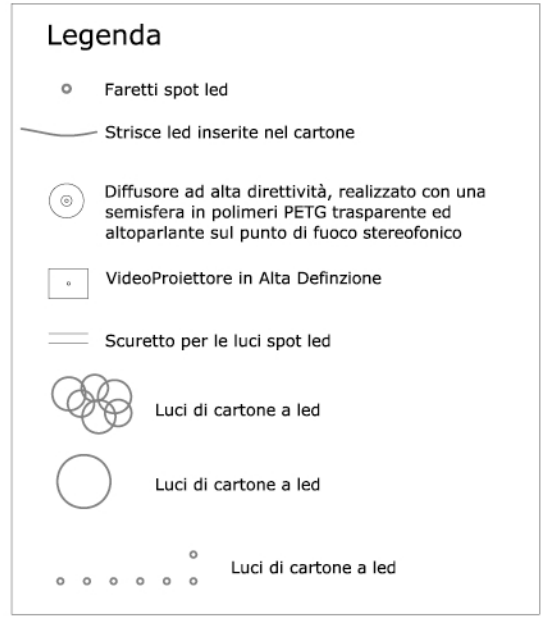 Legenda
Faretti spot led
Strisce led inserite nel cartone
Diffusore ad alta direttività, realizzato con una
semisfera in polimeri PETG trasparente ed
altoparlante sul punto di fuoco stereofonico
VideoProiettore in Alta Definzione
Scuretto per le luci spot led
Luci di cartone a led
Luci di cartone a led
Luci di cartone a led